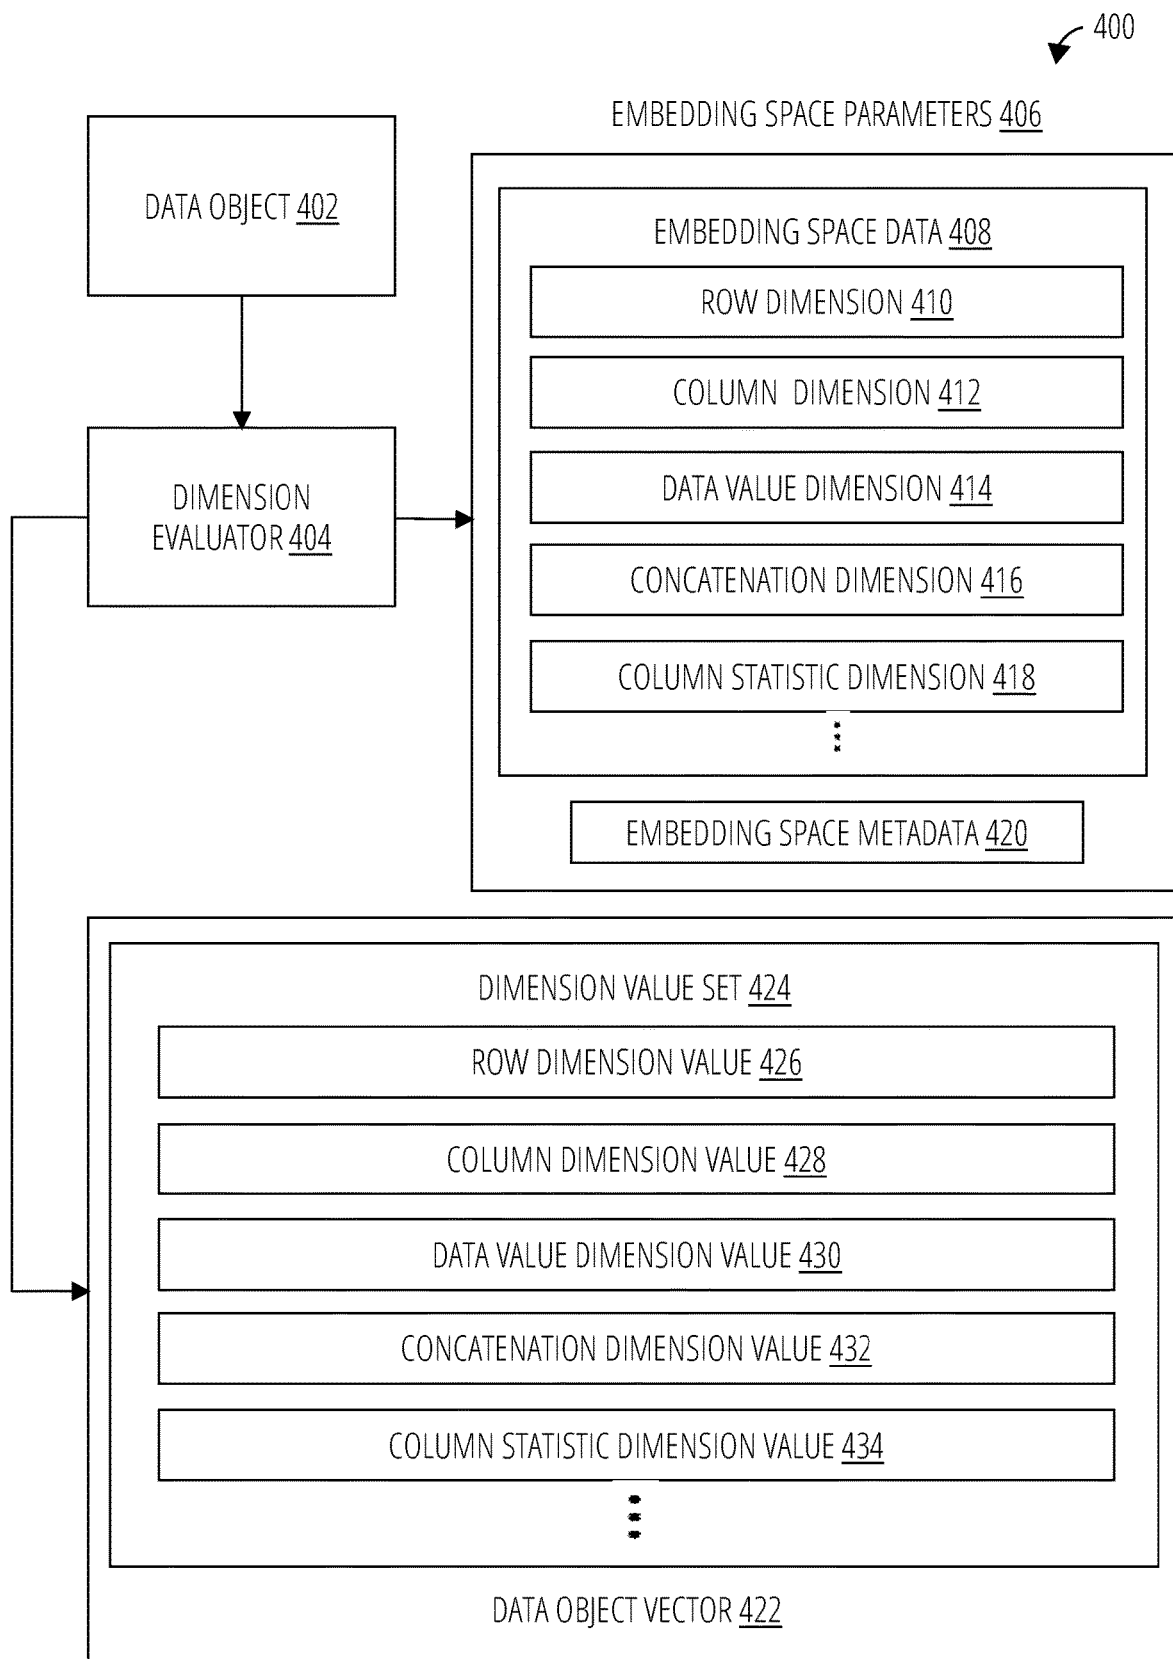 400
EMBEDDING SPACE PARAMETERS 406
DATA OBJECT 402
EMBEDDING SPACE DATA 408
ROW DIMENSION 410
COLUMN DIMENSION 412
DATA VALUE DIMENSION 414
CONCATENATION DIMENSION 416
COLUMN STATISTIC DIMENSION 418
EMBEDDING SPACE METADATA 420
DIMENSION
EVALUATOR 404
DIMENSION VALUE SET 424
ROW DIMENSION VALUE 426
COLUMN DIMENSION VALUE 428
DATA VALUE DIMENSION VALUE 430
CONCATENATION DIMENSION VALUE 432
COLUMN STATISTIC DIMENSION VALUE 434
DATA OBJECT VECTOR 422